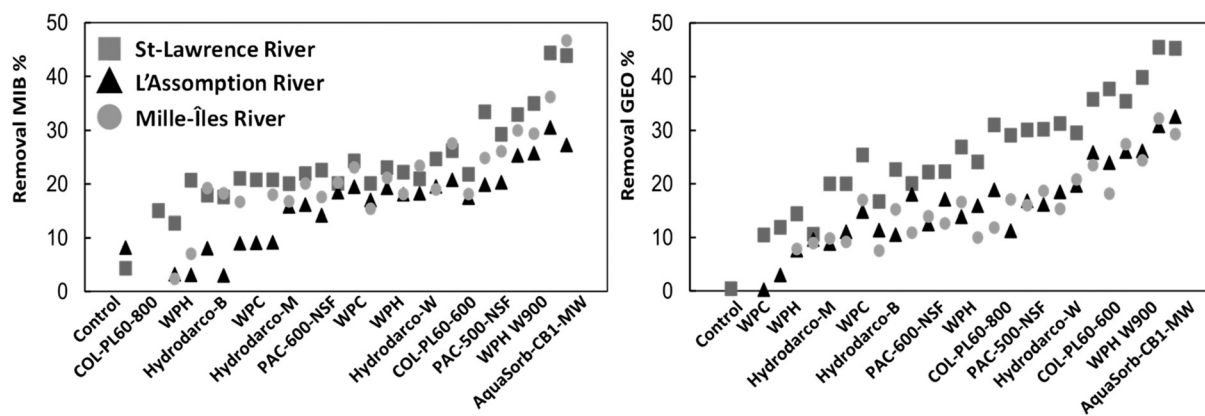 Removal MIB %
50
40
30
20
10
0
St-Lawrence River
L'Assomption River
Mille-Îles River
Control
COL-PL60-800
WPH
Hydrodarco-B
WPC
Hydrodarco-M
PAC-600-NSF
WPC
WPH
Hydrodarco-W
COL-PL60-600
PAC-500-NSF
WPH W900
AquaSorb-CB1-MW
Removal GEO %
50
40
30
20
10
0
Control
WPC
WPH
Hydrodarco-M
WPC
Hydrodarco-B
PAC-600-NSF
WPH
COL-PL60-800
PAC-500-NSF
Hydrodarco-W
COL-PL60-600
WPH W900
AquaSorb-CB1-MW